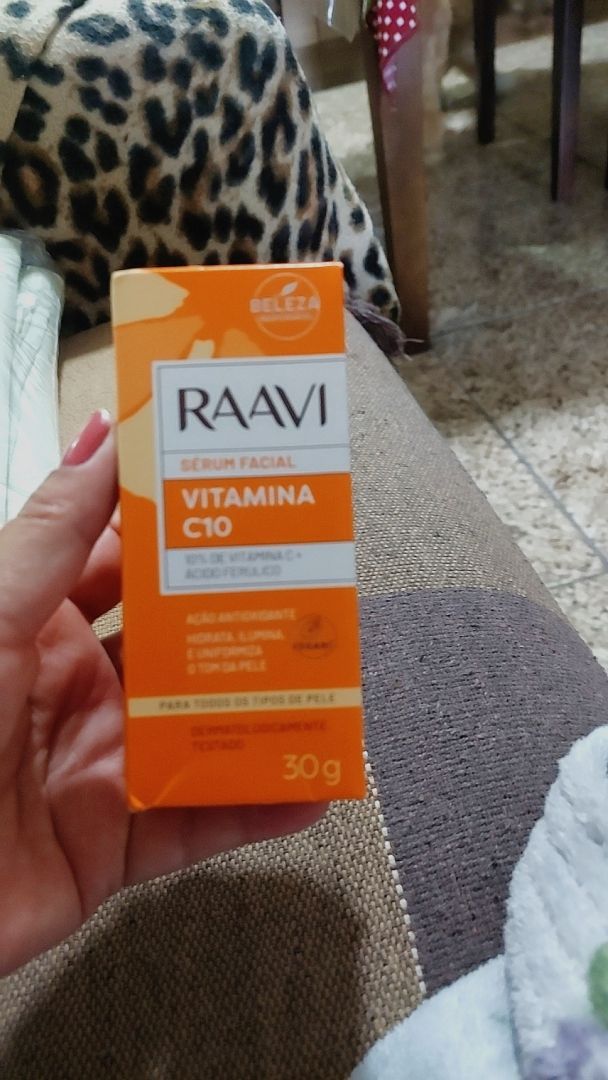 BELEZA
RAAVI
SÉRUM FACIAL
VITAMINA
C10
10% DE VITAMINA C +
ÁCIDO FERÚLICO
AÇÃO ANTIOXIDANTE
HIDRATA, ILUMINA
E UNIFORMIZA
O TOM DA PELE
VEGANO
PARA TODOS OS TIPOS DE PELE
DERMATOLOGICAMENTE
TESTADO
30g